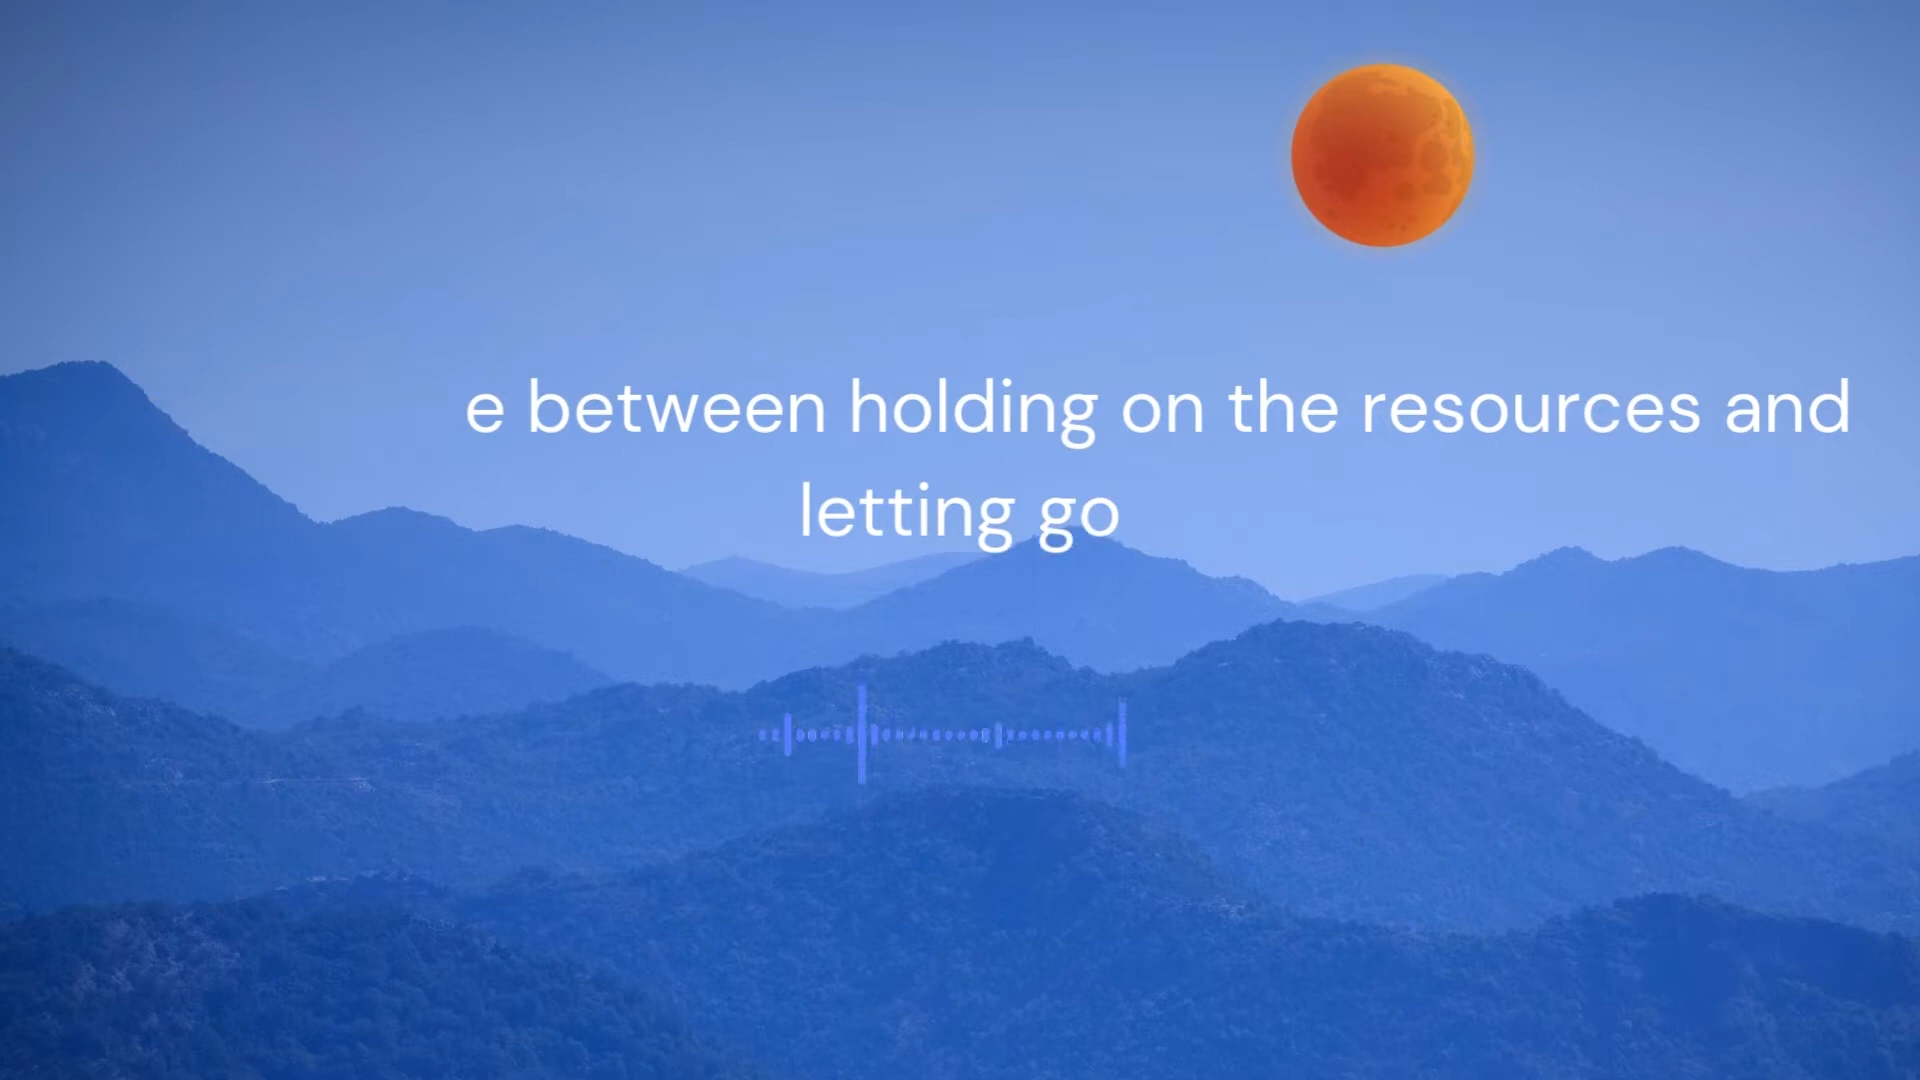 e between holding on the resources and
letting go